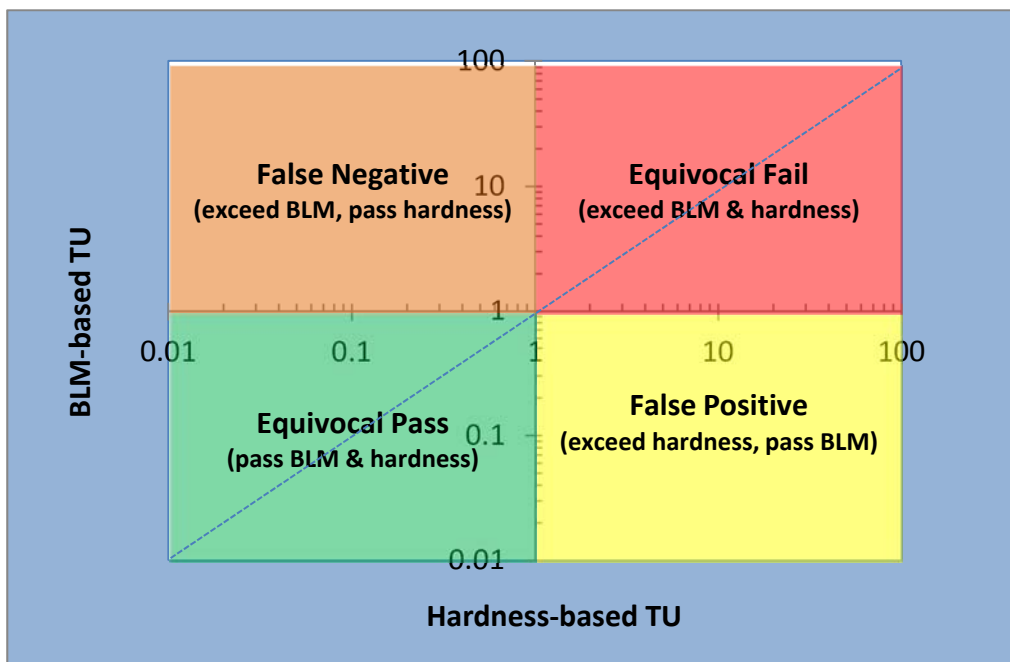 100
False Negative
(exceed BLM, pass hardness)
10
Equivocal Fail
(exceed BLM & hardness)
BLM-based TU
1
0.01 0.1 1 10 100
Equivocal Pass
(pass BLM & hardness)
0.1
False Positive
(exceed hardness, pass BLM)
0.01
Hardness-based TU